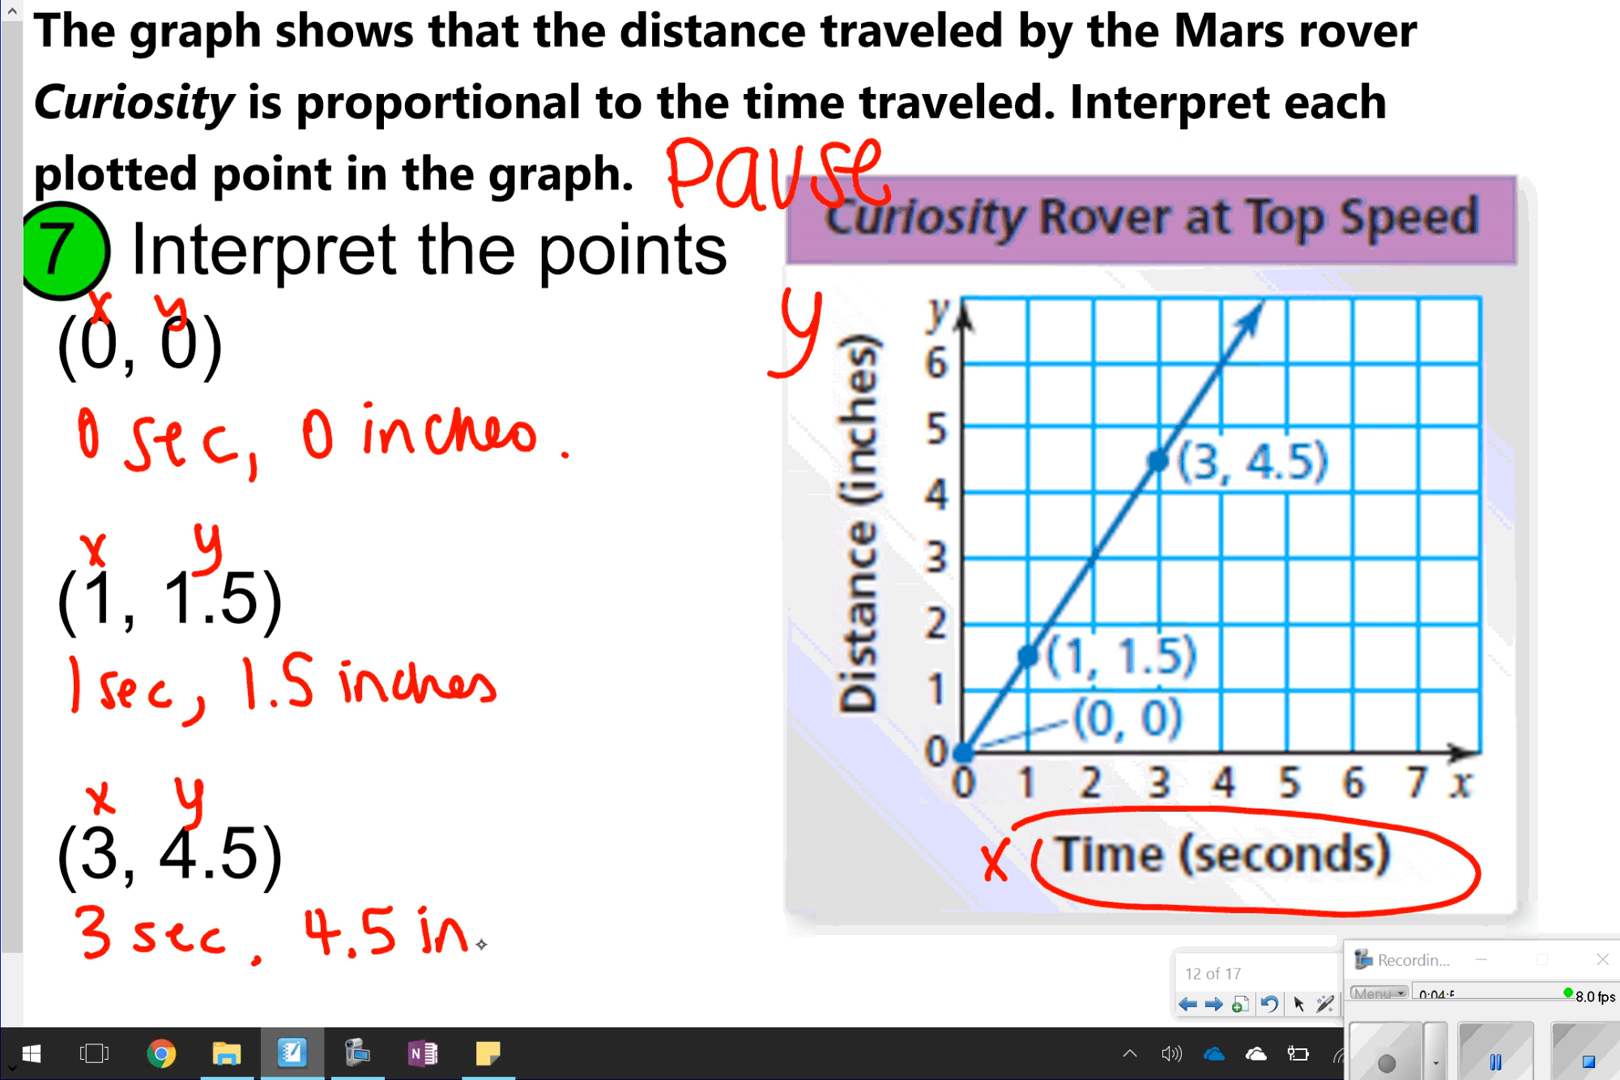 The graph shows that the distance traveled by the Mars rover
Curiosity is proportional to the time traveled. Interpret each
plotted point in the graph. Pause
7 Interpret the points
x y
(0, 0)
0 sec, 0 inches.
x y
(1, 1.5)
1 sec, 1.5 inches
x y
(3, 4.5)
3 sec. 4.5 in
Curiosity Rover at Top Speed
y
Distance (inches)
y
6
5
4
3
2
1
0
(3, 4.5)
(1, 1.5)
(0, 0)
0 1 2 3 4 5 6 7 x
x Time (seconds)
12 of 17
Recordin...
Menu
8.0 fps
N